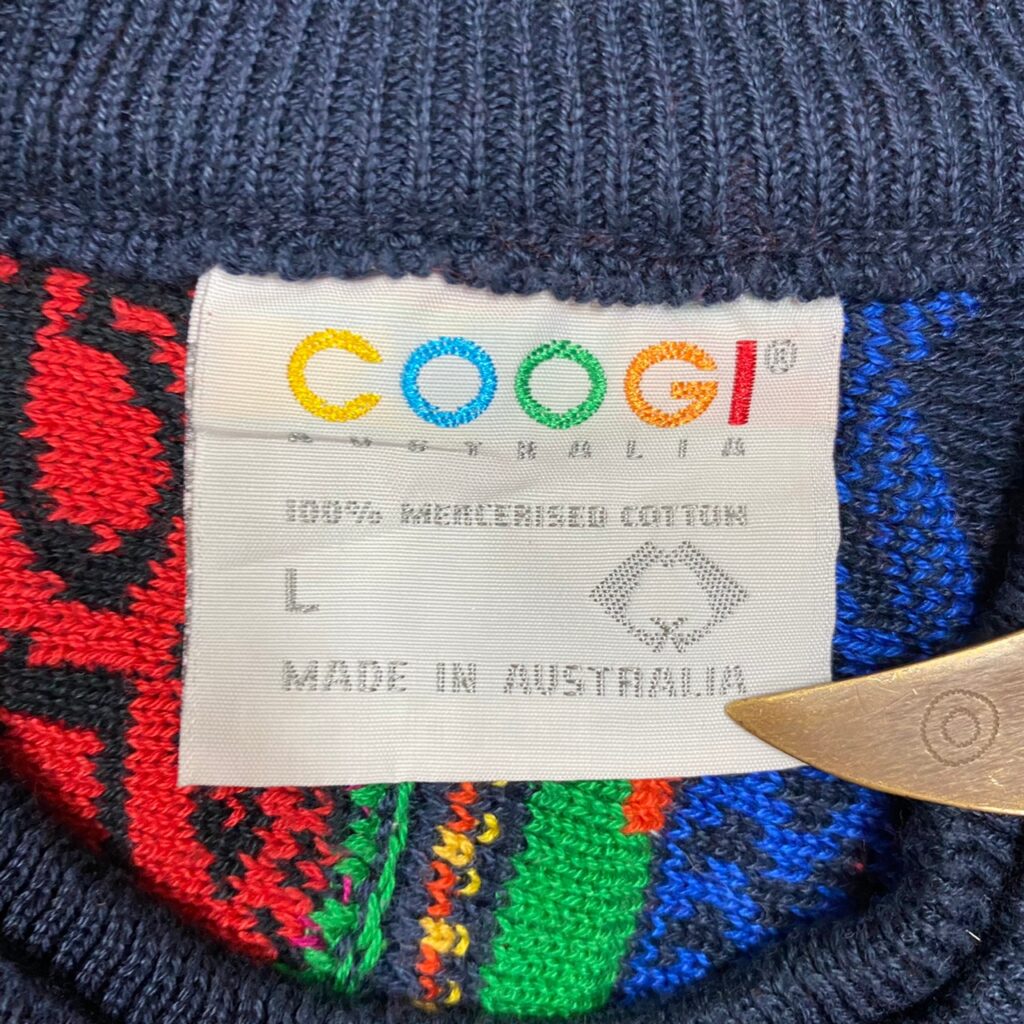 COOGI®
AUSTRALIA
100% MERCERISED COTTON
L
MADE IN AUSTRALIA